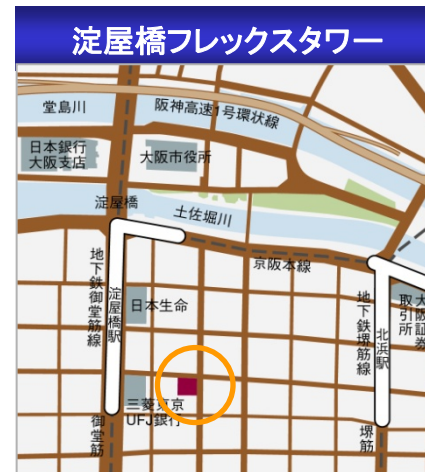 淀屋橋フレックスタワー
堂島川
阪神高速1号環状線
日本銀行
大阪支店
大阪市役所
淀屋橋
土佐堀川
京阪本線
地下鉄御堂筋線
淀屋橋駅
日本生命
地下鉄堺筋線
北浜駅
大阪証券
取引所
三菱東京
UFJ銀行
御堂筋
堺筋